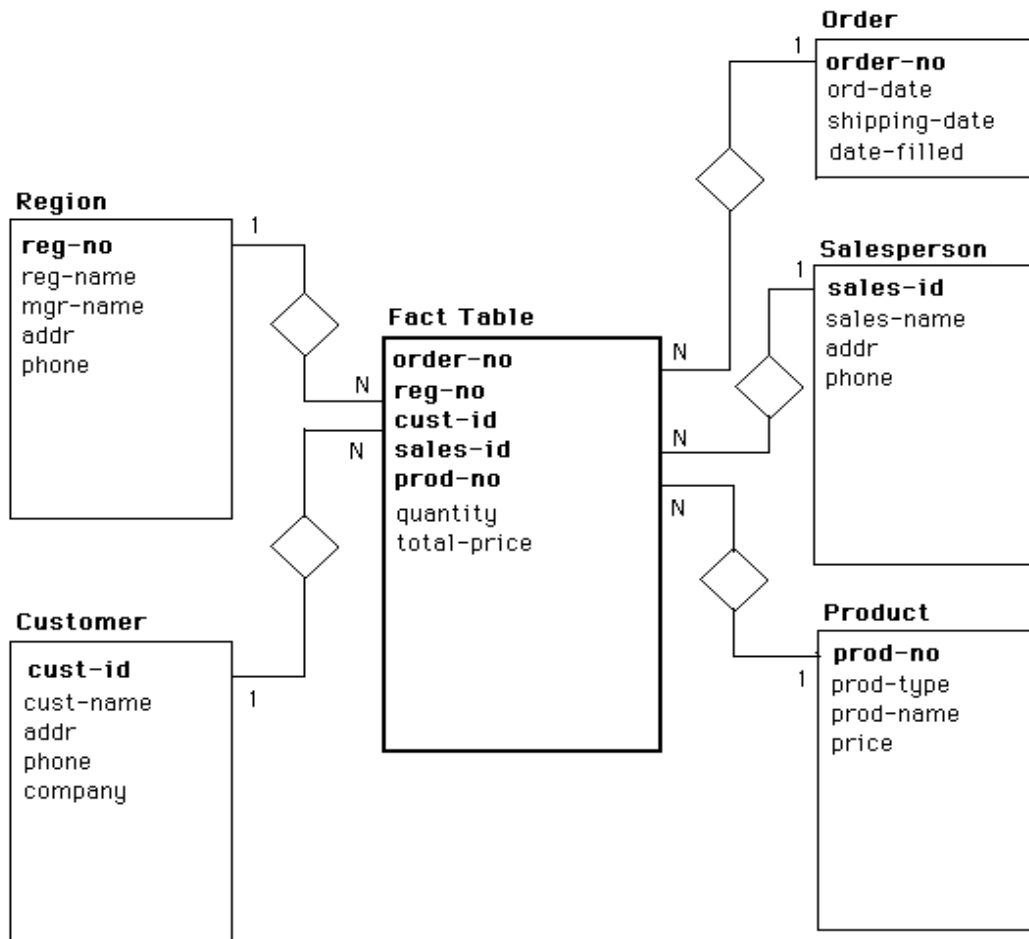 Order
1
order-no
ord-date
shipping-date
date-filled
Region
1
reg-no
reg-name
mgr-name
addr
phone
Salesperson
1
sales-id
sales-name
addr
phone
Fact Table
order-no
reg-no
cust-id
sales-id
prod-no
quantity
total-price
N
N
N
N
N
Customer
cust-id
cust-name
addr
phone
company
1
Product
prod-no
prod-type
prod-name
price
1